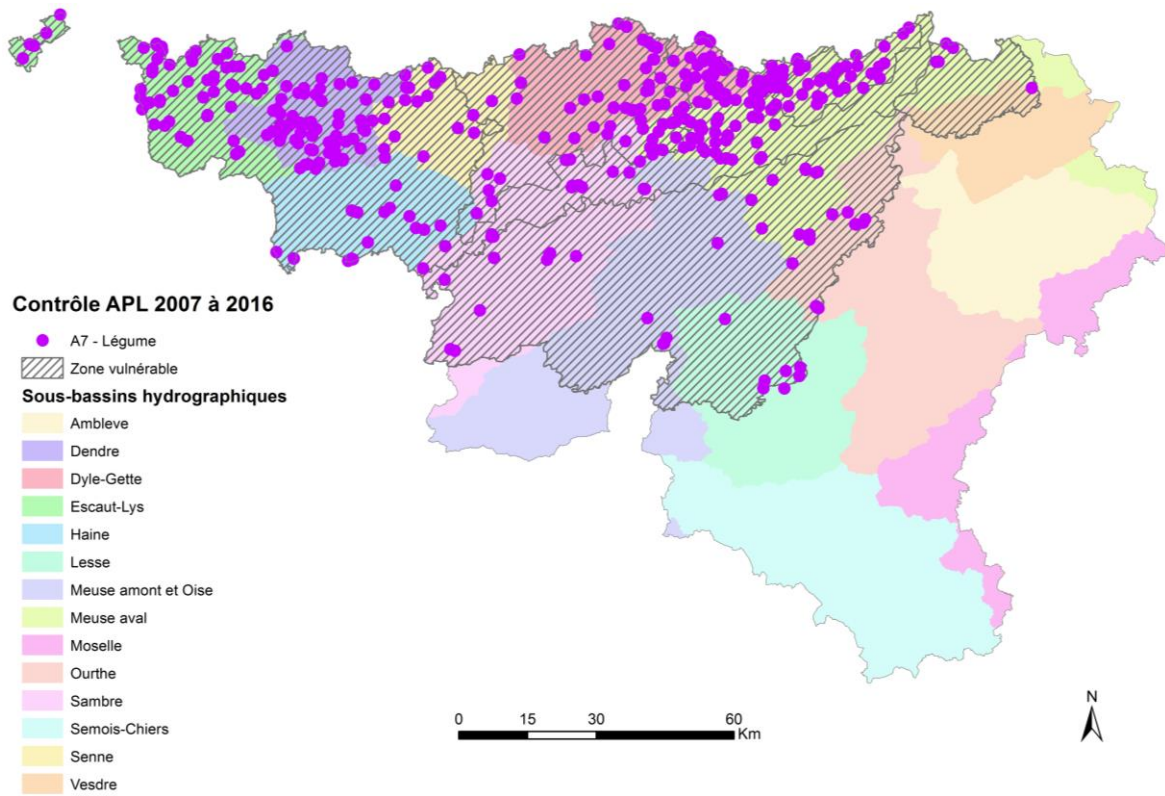 Contrôle APL 2007 à 2016
A7 - Légume
Zone vulnérable
Sous-bassins hydrographiques
Ambleve
Dendre
Dyle-Gette
Escaut-Lys
Haine
Lesse
Meuse amont et Oise
Meuse aval
Moselle
Ourthe
Sambre
Semois-Chiers
Senne
Vesdre
0 15 30 60
Km
N